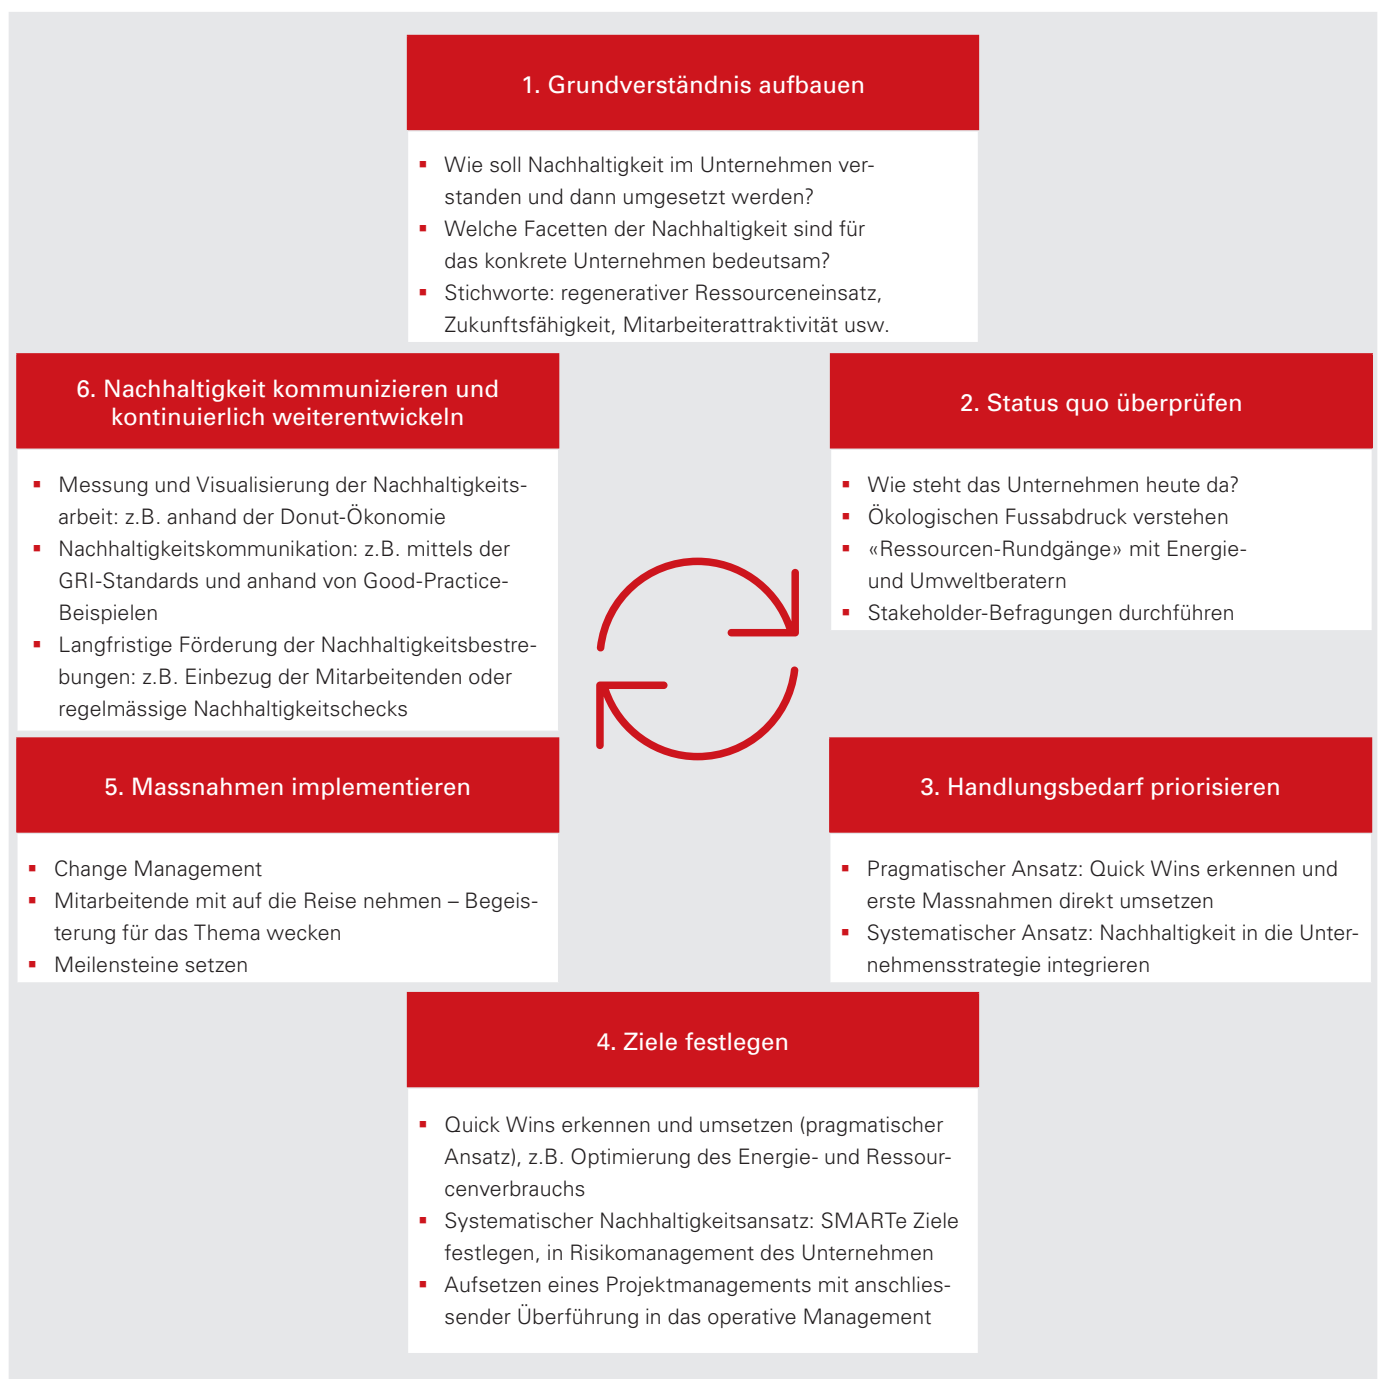 1. Grundverständnis aufbauen
▪ Wie soll Nachhaltigkeit im Unternehmen ver-
standen und dann umgesetzt werden?
▪ Welche Facetten der Nachhaltigkeit sind für
das konkrete Unternehmen bedeutsam?
▪ Stichworte: regenerativer Ressourceneinsatz,
Zukunftsfähigkeit, Mitarbeiterattraktivität usw.
2. Status quo überprüfen
▪ Wie steht das Unternehmen heute da?
▪ Ökologischen Fussabdruck verstehen
▪ «Ressourcen-Rundgänge» mit Energie-
und Umweltberatern
▪ Stakeholder-Befragungen durchführen
3. Handlungsbedarf priorisieren
▪ Pragmatischer Ansatz: Quick Wins erkennen und
erste Massnahmen direkt umsetzen
▪ Systematischer Ansatz: Nachhaltigkeit in die Unter-
nehmensstrategie integrieren
4. Ziele festlegen
▪ Quick Wins erkennen und umsetzen (pragmatischer
Ansatz), z.B. Optimierung des Energie- und Ressour-
cenverbrauchs
▪ Systematischer Nachhaltigkeitsansatz: SMARTe Ziele
festlegen, in Risikomanagement des Unternehmen
▪ Aufsetzen eines Projektmanagements mit anschlies-
sender Überführung in das operative Management
5. Massnahmen implementieren
▪ Change Management
▪ Mitarbeitende mit auf die Reise nehmen – Begeis-
terung für das Thema wecken
▪ Meilensteine setzen
6. Nachhaltigkeit kommunizieren und
kontinuierlich weiterentwickeln
▪ Messung und Visualisierung der Nachhaltigkeits-
arbeit: z.B. anhand der Donut-Ökonomie
▪ Nachhaltigkeitskommunikation: z.B. mittels der
GRI-Standards und anhand von Good-Practice-
Beispielen
▪ Langfristige Förderung der Nachhaltigkeitsbestre-
bungen: z.B. Einbezug der Mitarbeitenden oder
regelmässige Nachhaltigkeitschecks